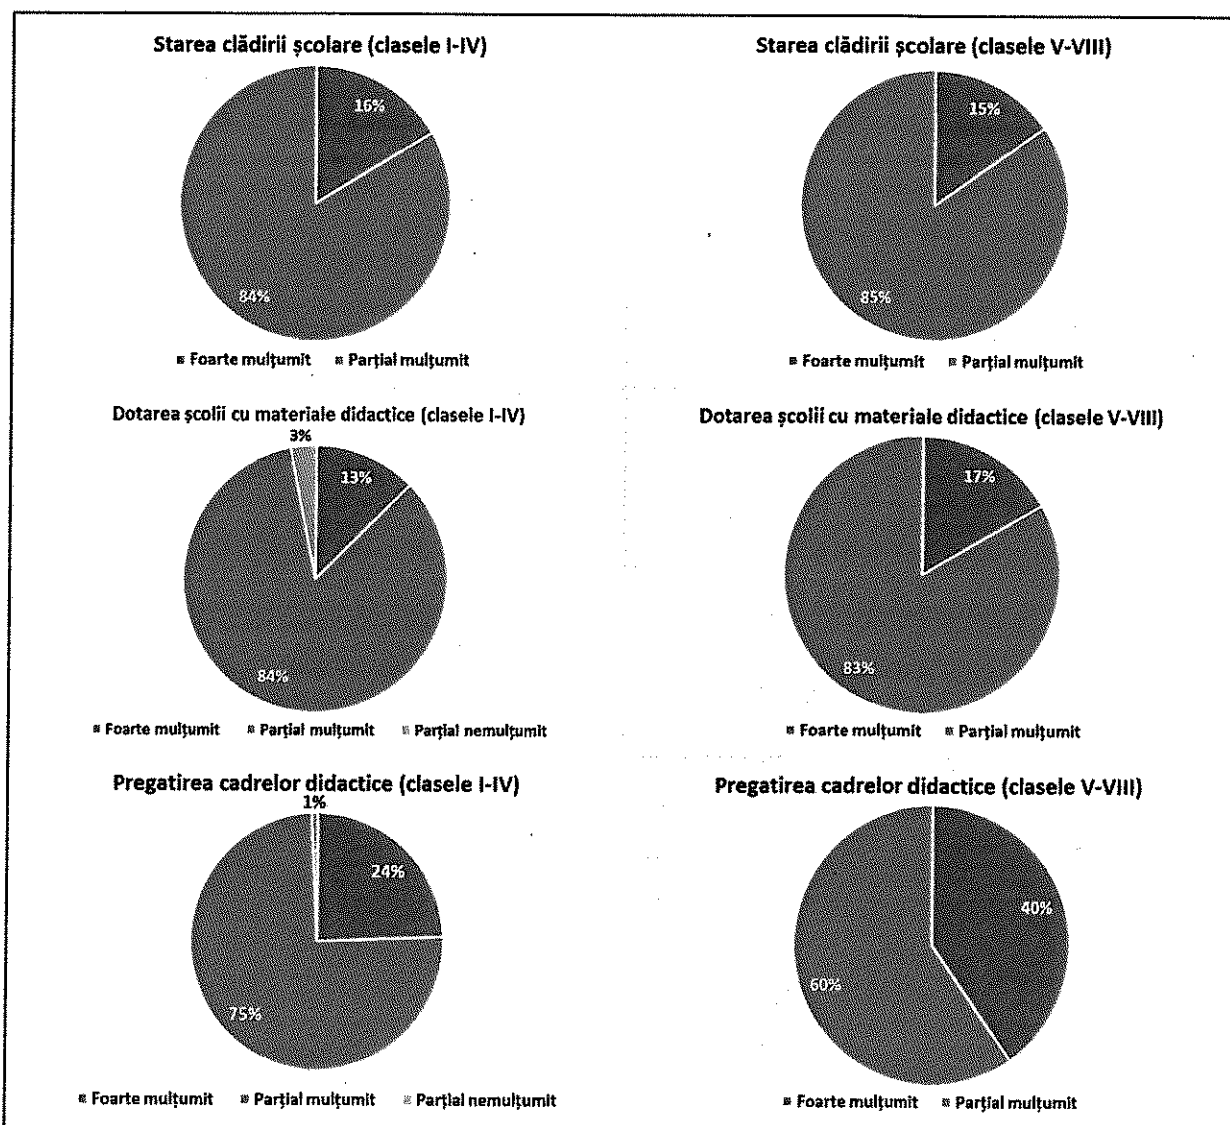 Starea clădirii școlare (clasele I-IV)
16%
84%
Foarte mulțumit Parțial mulțumit
Starea clădirii școlare (clasele V-VIII)
15%
85%
Foarte mulțumit Parțial mulțumit
Dotarea școlii cu materiale didactice (clasele I-IV)
3%
13%
84%
Foarte mulțumit Parțial mulțumit Parțial nemulțumit
Dotarea școlii cu materiale didactice (clasele V-VIII)
17%
83%
Foarte mulțumit Parțial mulțumit
Pregatirea cadrelor didactice (clasele I-IV)
1%
24%
75%
Foarte mulțumit Parțial mulțumit Parțial nemulțumit
Pregatirea cadrelor didactice (clasele V-VIII)
40%
60%
Foarte mulțumit Parțial mulțumit